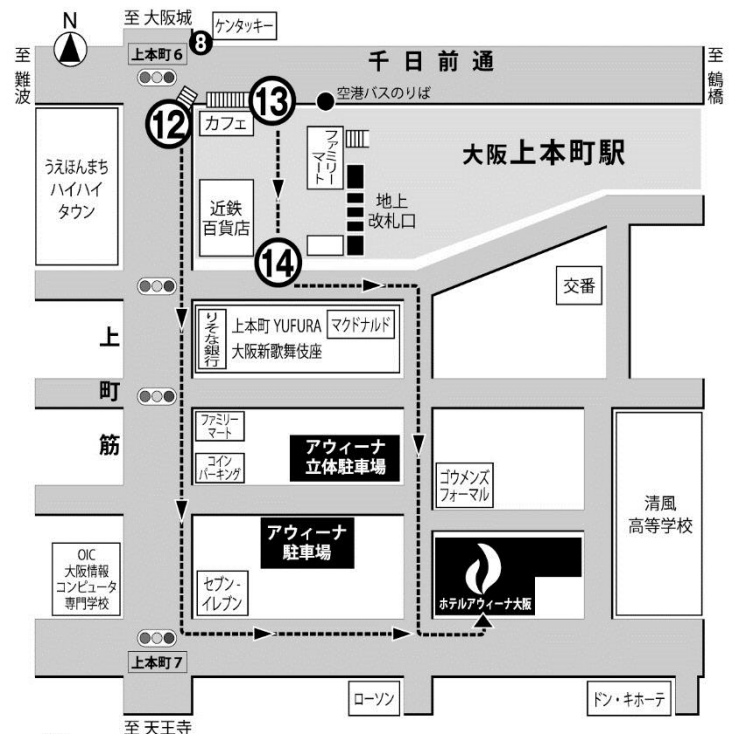 N
至 大阪城
ケンタッキー
8
上本町6
千日前通
至難波
至鶴橋
12
13
空港バスのりば
カフェ
ファミリーマート
大阪上本町駅
うえほんまち
ハイハイ
タウン
近鉄
百貨店
地上
改札口
14
交番
りそな銀行
上本町 YUFURA
大阪新歌舞伎座
マクドナルド
上町筋
ファミリー
マート
コイン
パーキング
アウィーナ
立体駐車場
ゴウメンズ
フォーマル
清風
高等学校
アウィーナ
駐車場
OIC
大阪情報
コンピュータ
専門学校
セブン-
イレブン
ホテルアウィーナ大阪
上本町7
ローソン
ドン・キホーテ
至 天王寺